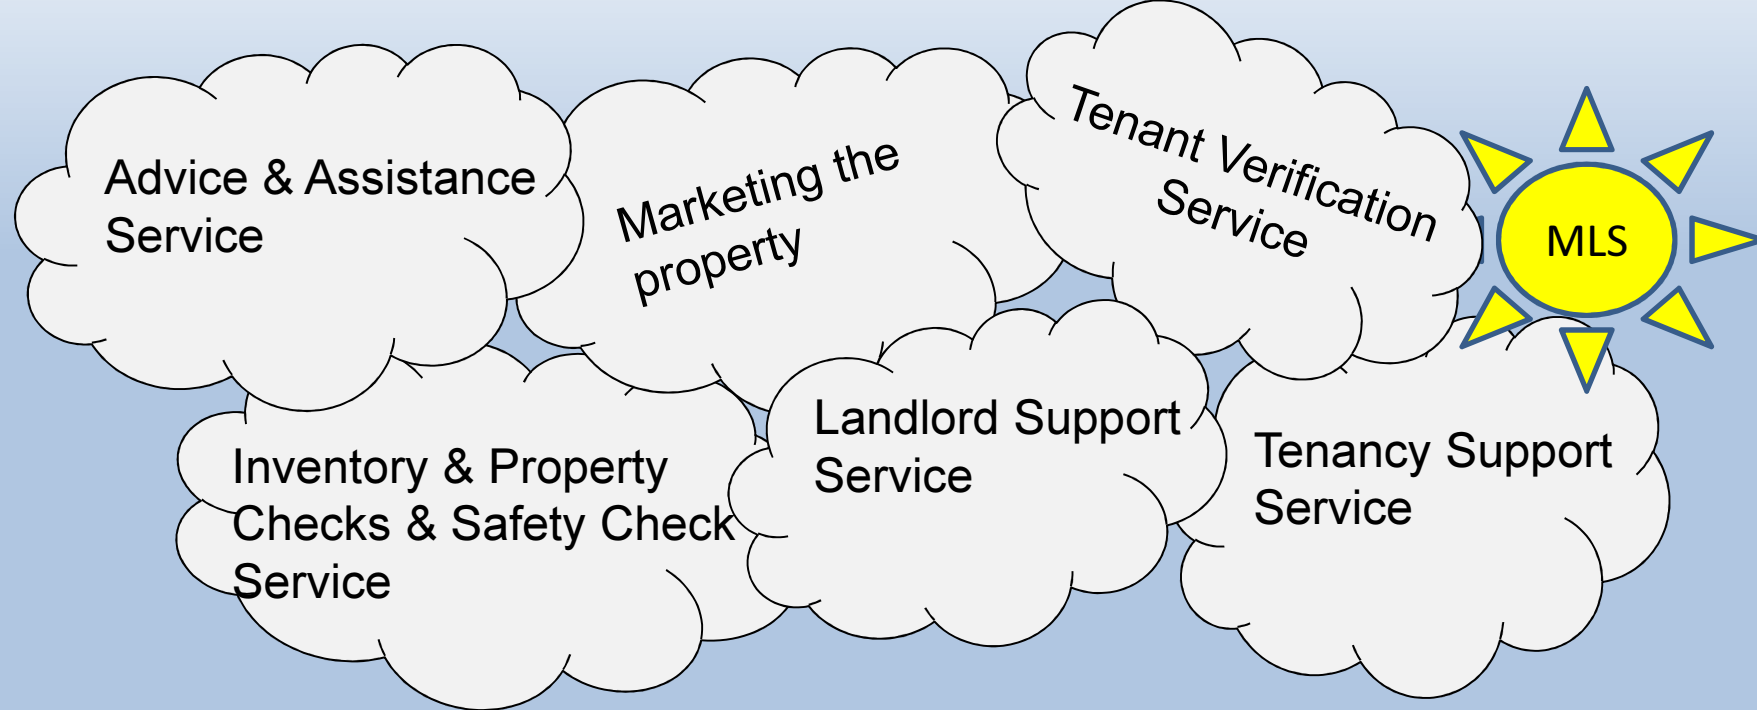 Advice & Assistance
Service
Marketing the
property
Tenant Verification
Service
MLS
Inventory & Property
Checks & Safety Check
Service
Landlord Support
Service
Tenancy Support
Service